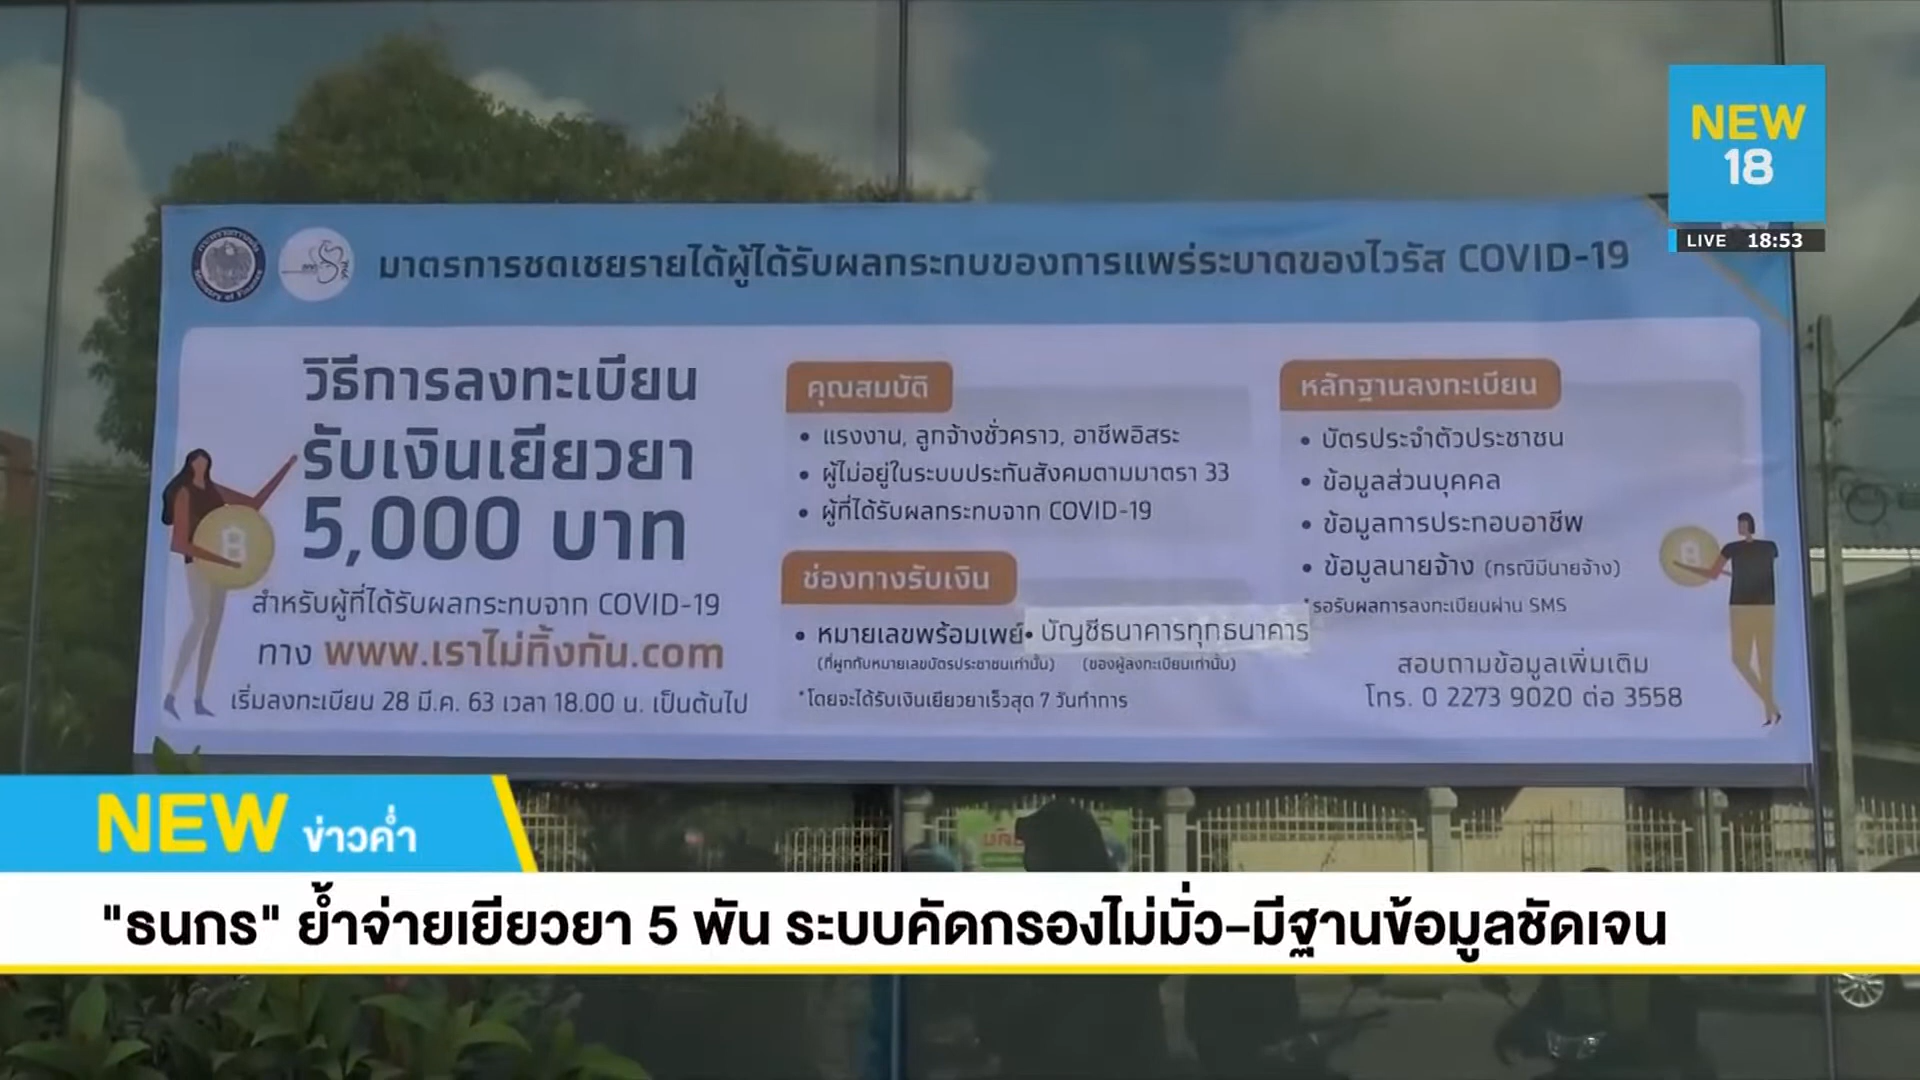 NEW
18
LIVE 18:53
มาตรการชดเชยรายได้ผู้ได้รับผลกระทบของการแพร่ระบาดของไวรัส COVID-19
วิธีการลงทะเบียน
รับเงินเยียวยา
5,000 บาท
สำหรับผู้ที่ได้รับผลกระทบจาก COVID-19
ทาง www.เราไม่ทิ้งกัน.com
เริ่มลงทะเบียน 28 มี.ค. 63 เวลา 18.00 น. เป็นต้นไป
คุณสมบัติ
• แรงงาน, ลูกจ้างชั่วคราว, อาชีพอิสระ
• ผู้ไม่อยู่ในระบบประกันสังคมตามมาตรา 33
• ผู้ที่ได้รับผลกระทบจาก COVID-19
ช่องทางรับเงิน
• หมายเลขพร้อมเพย์ • บัญชีธนาคารทุกธนาคาร
(ที่ผูกกับหมายเลขบัตรประชาชนเท่านั้น) (ของผู้ลงทะเบียนเท่านั้น)
*โดยจะได้รับเงินเยียวยาเร็วสุด 7 วันทำการ
หลักฐานลงทะเบียน
• บัตรประจำตัวประชาชน
• ข้อมูลส่วนบุคคล
• ข้อมูลการประกอบอาชีพ
• ข้อมูลนายจ้าง (กรณีมีนายจ้าง)
*รอรับผลการลงทะเบียนผ่าน SMS
สอบถามข้อมูลเพิ่มเติม
โทร. 0 2273 9020 ต่อ 3558
NEW ข่าวค่ำ
"ธนกร" ย้ำจ่ายเยียวยา 5 พัน ระบบคัดกรองไม่มั่ว-มีฐานข้อมูลชัดเจน